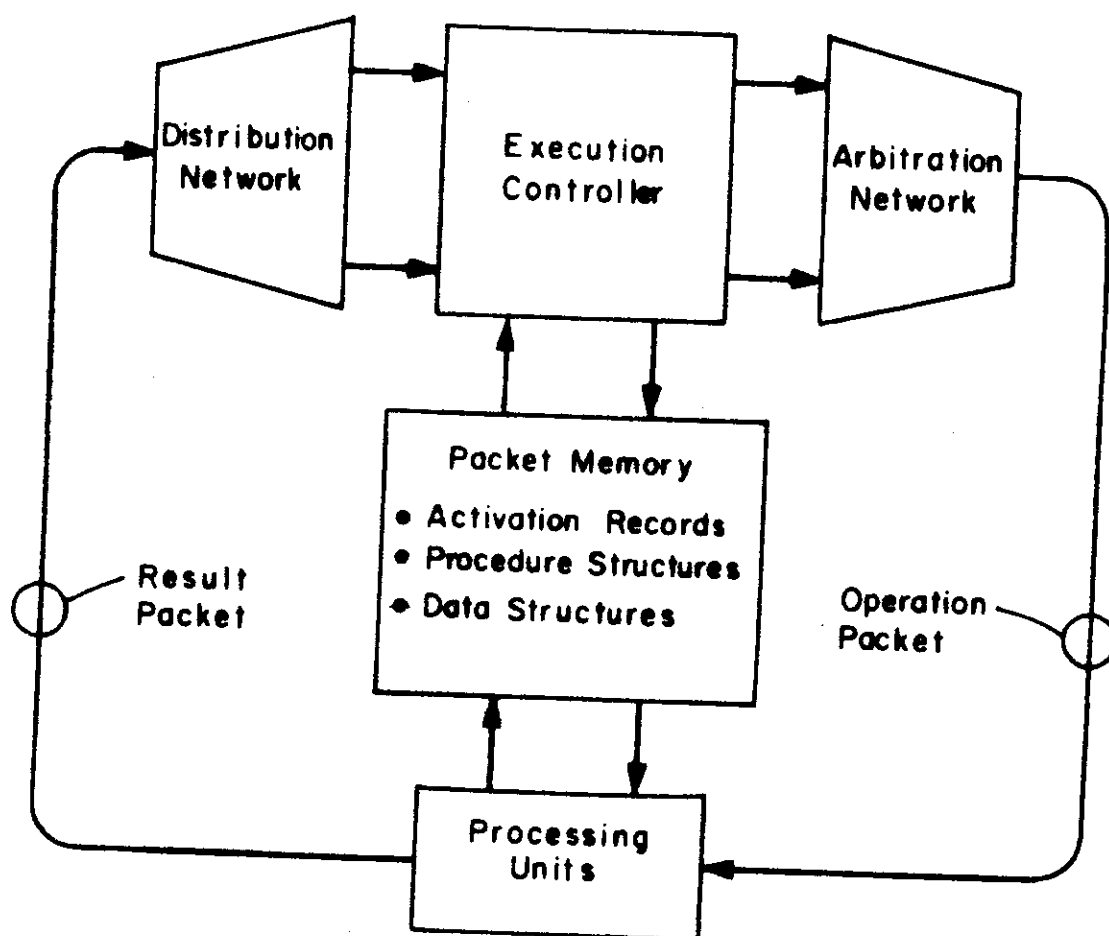 Distribution
Network
Execution
Controller
Arbitration
Network
Packet Memory
• Activation Records
• Procedure Structures
• Data Structures
Result
Packet
Operation
Packet
Processing
Units